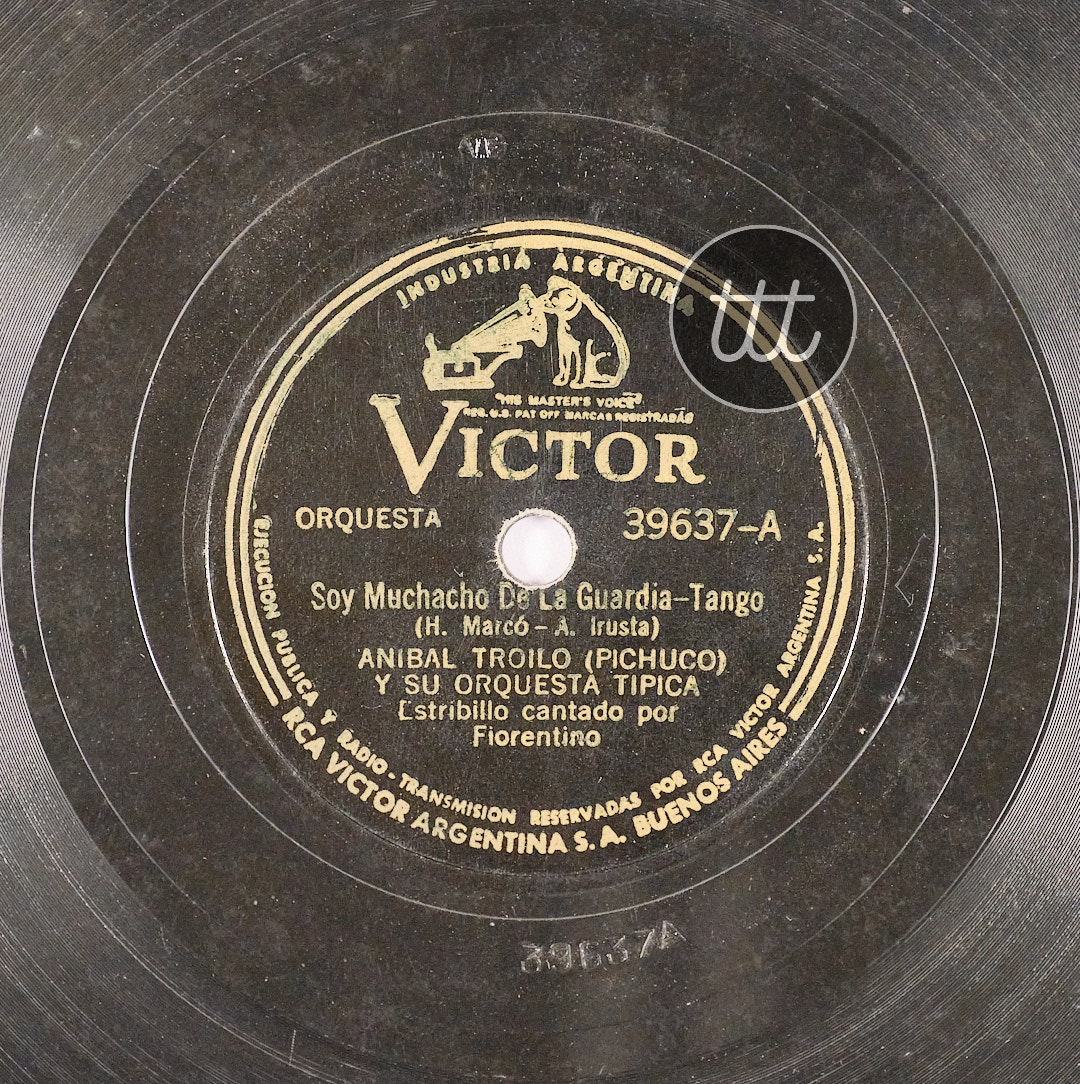 INDUSTRIA ARGENTINA
ttt
"HIS MASTER'S VOICE"
REG. U.S. PAT OFF MARCAS REGISTRADAS
VICTOR
ORQUESTA
39637-A
Soy Muchacho De La Guardia-Tango
(H. Marcó - A. Irusta)
ANIBAL TROILO (PICHUCO)
Y SU ORQUESTA TIPICA
Estribillo cantado por
Fiorentino
EJECUCION PUBLICA Y RADIO-TRANSMISION RESERVADAS POR RCA VICTOR ARGENTINA S. A.
RCA VICTOR ARGENTINA S. A. BUENOS AIRES
39637A